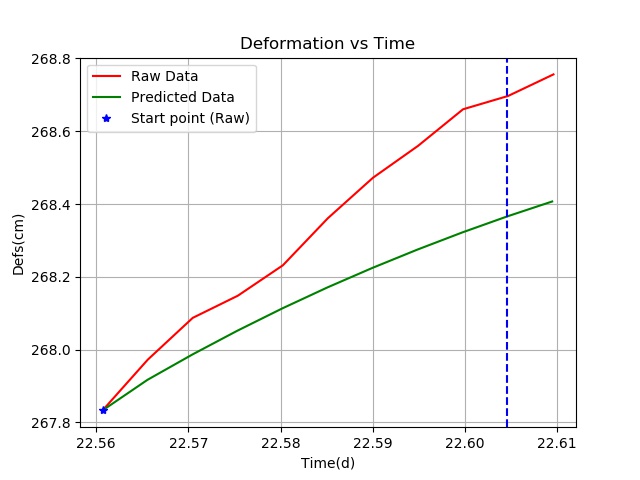 Deformation vs Time
Raw Data
Predicted Data
Start point (Raw)
268.8
268.6
268.4
268.2
268.0
267.8
Defs(cm)
22.56 22.57 22.58 22.59 22.60 22.61
Time(d)